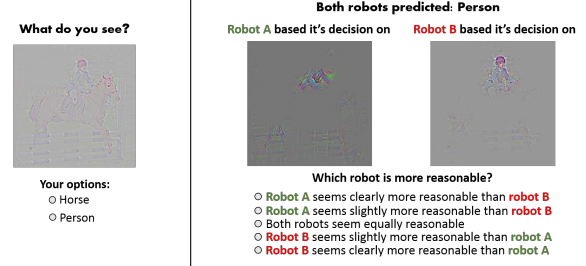 What do you see?
Your options:
Horse
Person
Both robots predicted: Person
Robot A based it's decision on
Robot B based it's decision on
Which robot is more reasonable?
Robot A seems clearly more reasonable than robot B
Robot A seems slightly more reasonable than robot B
Both robots seem equally reasonable
Robot B seems slightly more reasonable than robot A
Robot B seems clearly more reasonable than robot A